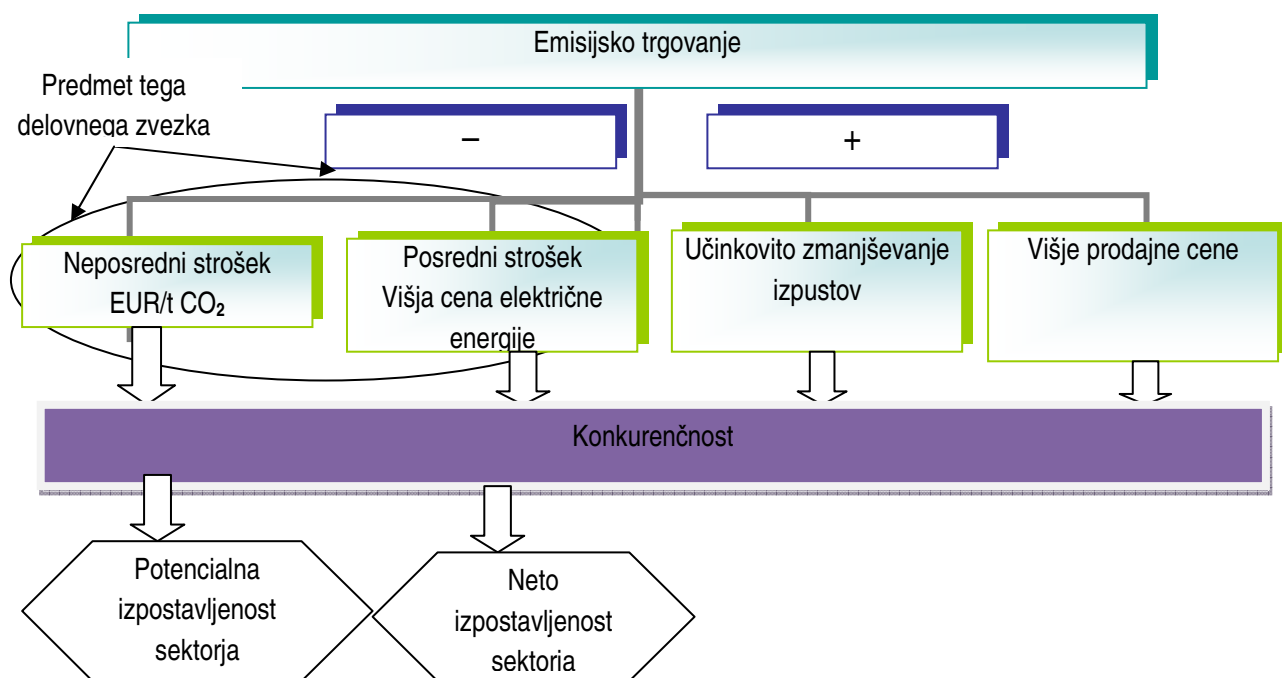 Emisijsko trgovanje
Predmet tega
delovnega zvezka
–
+
Neposredni strošek
EUR/t CO₂
Posredni strošek
Višja cena električne
energije
Učinkovito zmanjševanje
izpustov
Višje prodajne cene
Konkurenčnost
Potencialna
izpostavljenost
sektorja
Neto
izpostavljenost
sektorja